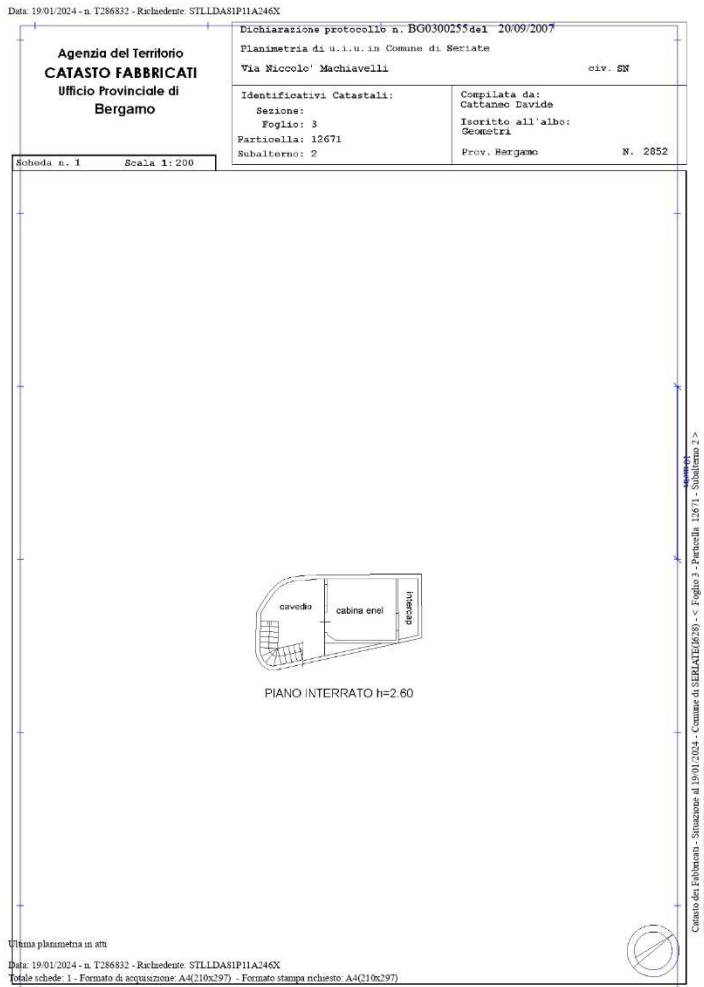 Data: 19/01/2024 - n. T286832 - Richiedente: STLLDA81P11A246X
Agenzia del Territorio
CATASTO FABBRICATI
Ufficio Provinciale di
Bergamo
Scheda n. 1 Scala 1:200
Dichiarazione protocollo n. BG0300255del 20/09/2007
Planimetria di u.i.u.in Comune di Seriate
Via Niccolo' Machiavelli civ. SN
Identificativi Catastali:
Sezione:
Foglio: 3
Particella: 12671
Subalterno: 2
Compilata da:
Cattaneo Davide
Iscritto all'albo:
Geometri
Prov. Bergamo N. 2852
cavedio
cabina enel
intercap
PIANO INTERRATO h=2.60
10 metri
Catasto dei Fabbricati - Situazione al 19/01/2024 - Comune di SERIATE(I628) - < Foglio 3 - Particella 12671 - Subalterno 2 >
Ultima planimetria in atti
Data: 19/01/2024 - n. T286832 - Richiedente: STLLDA81P11A246X
Totale schede: 1 - Formato di acquisizione: A4(210x297) - Formato stampa richiesto: A4(210x297)